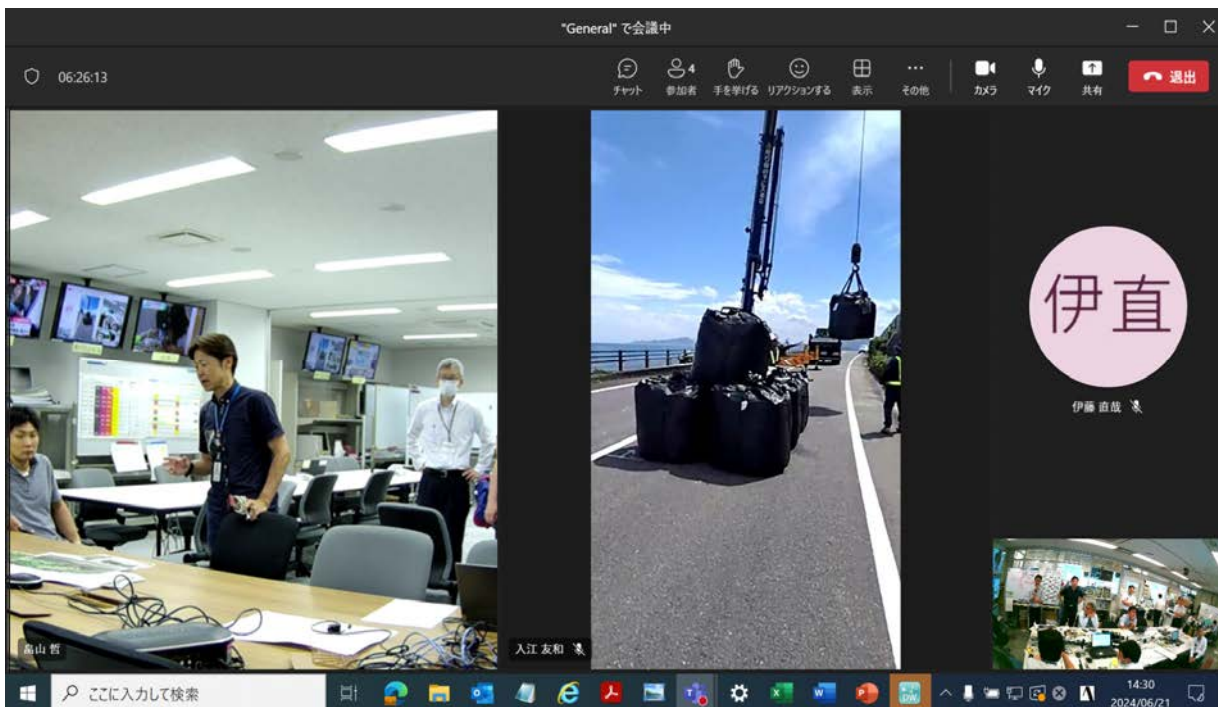 "General" で会議中
06:26:13
チャット
4
参加者
手を挙げる
リアクションする
表示
その他
カメラ
マイク
共有
退出
畠山 哲
入江 友和
伊直
伊藤 直哉
ここに入力して検索
14:30
2024/06/21